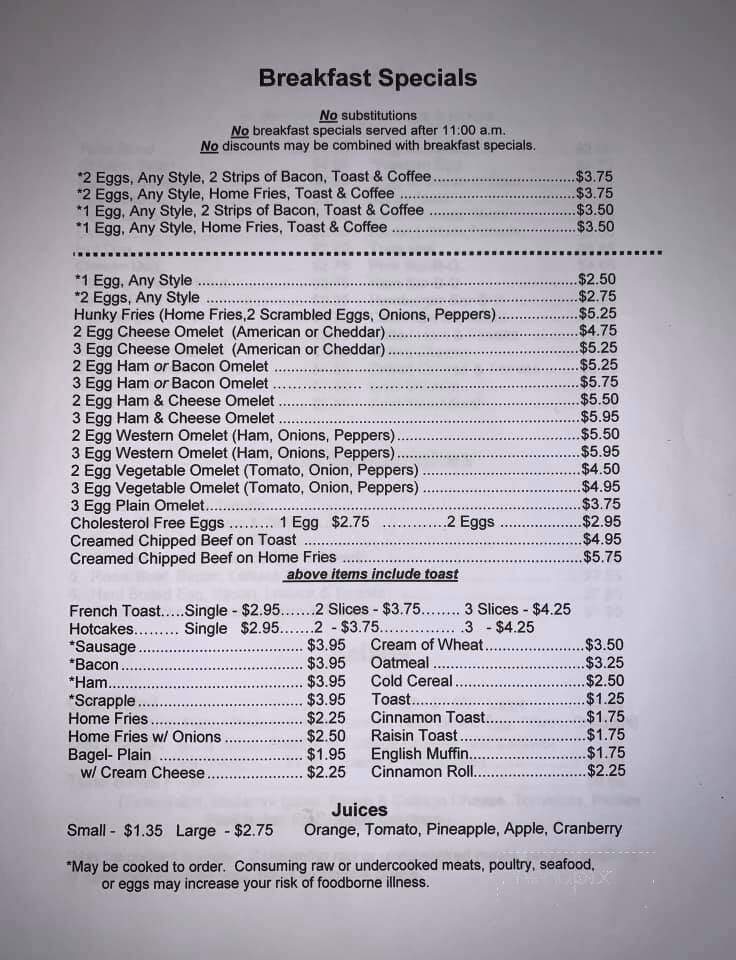 Breakfast Specials
No substitutions
No breakfast specials served after 11:00 a.m.
No discounts may be combined with breakfast specials.
*2 Eggs, Any Style, 2 Strips of Bacon, Toast & Coffee................................$3.75
*2 Eggs, Any Style, Home Fries, Toast & Coffee ........................................$3.75
*1 Egg, Any Style, 2 Strips of Bacon, Toast & Coffee .................................$3.50
*1 Egg, Any Style, Home Fries, Toast & Coffee ..........................................$3.50
*1 Egg, Any Style ......................................................................................$2.50
*2 Eggs, Any Style ....................................................................................$2.75
Hunky Fries (Home Fries,2 Scrambled Eggs, Onions, Peppers)...................$5.25
2 Egg Cheese Omelet (American or Cheddar)............................................$4.75
3 Egg Cheese Omelet (American or Cheddar)............................................$5.25
2 Egg Ham or Bacon Omelet .....................................................................$5.25
3 Egg Ham or Bacon Omelet .................... ................................................$5.75
2 Egg Ham & Cheese Omelet ....................................................................$5.50
3 Egg Ham & Cheese Omelet ....................................................................$5.95
2 Egg Western Omelet (Ham, Onions, Peppers)..........................................$5.50
3 Egg Western Omelet (Ham, Onions, Peppers)..........................................$5.95
2 Egg Vegetable Omelet (Tomato, Onion, Peppers) ....................................$4.50
3 Egg Vegetable Omelet (Tomato, Onion, Peppers) ....................................$4.95
3 Egg Plain Omelet.....................................................................................$3.75
Cholesterol Free Eggs ......... 1 Egg $2.75 .............2 Eggs ...................$2.95
Creamed Chipped Beef on Toast ................................................................$4.95
Creamed Chipped Beef on Home Fries .......................................................$5.75
above items include toast
French Toast.....Single - $2.95.......2 Slices - $3.75........ 3 Slices - $4.25
Hotcakes......... Single $2.95.......2 - $3.75................ .3 - $4.25
*Sausage...................................... $3.95 Cream of Wheat.......................$3.50
*Bacon.......................................... $3.95 Oatmeal ...................................$3.25
*Ham............................................. $3.95 Cold Cereal..............................$2.50
*Scrapple...................................... $3.95 Toast........................................$1.25
Home Fries................................... $2.25 Cinnamon Toast.......................$1.75
Home Fries w/ Onions .................. $2.50 Raisin Toast.............................$1.75
Bagel- Plain ................................. $1.95 English Muffin...........................$1.75
w/ Cream Cheese...................... $2.25 Cinnamon Roll..........................$2.25
Juices
Small - $1.35 Large - $2.75 Orange, Tomato, Pineapple, Apple, Cranberry
*May be cooked to order. Consuming raw or undercooked meats, poultry, seafood,
or eggs may increase your risk of foodborne illness.